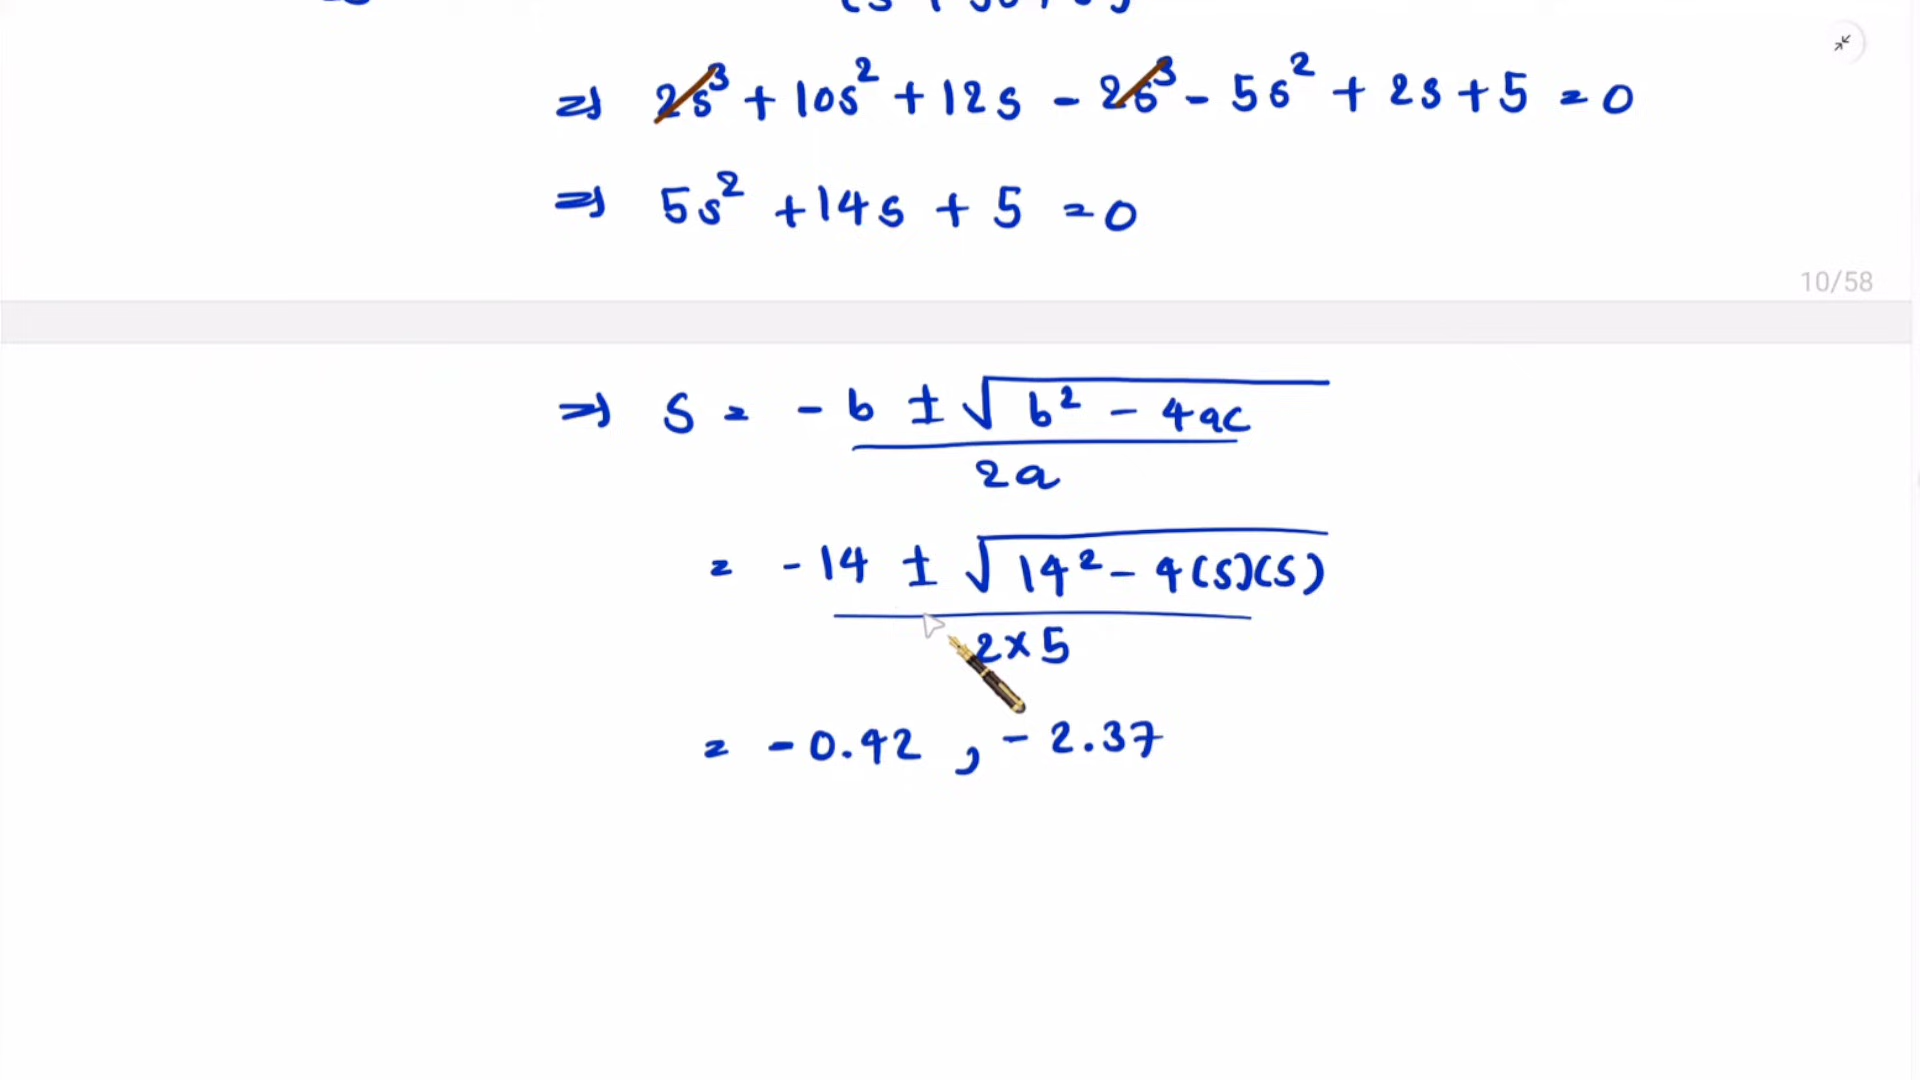 ⇒ 2s³ + 10s² + 12s - 2s³ - 5s² + 2s + 5 = 0
⇒ 5s² + 14s + 5 = 0
10/58
⇒ s = - b ± √ b² - 4ac
2a
= - 14 ± √ 14² - 4(5)(5)
2 × 5
= - 0.42 , - 2.37